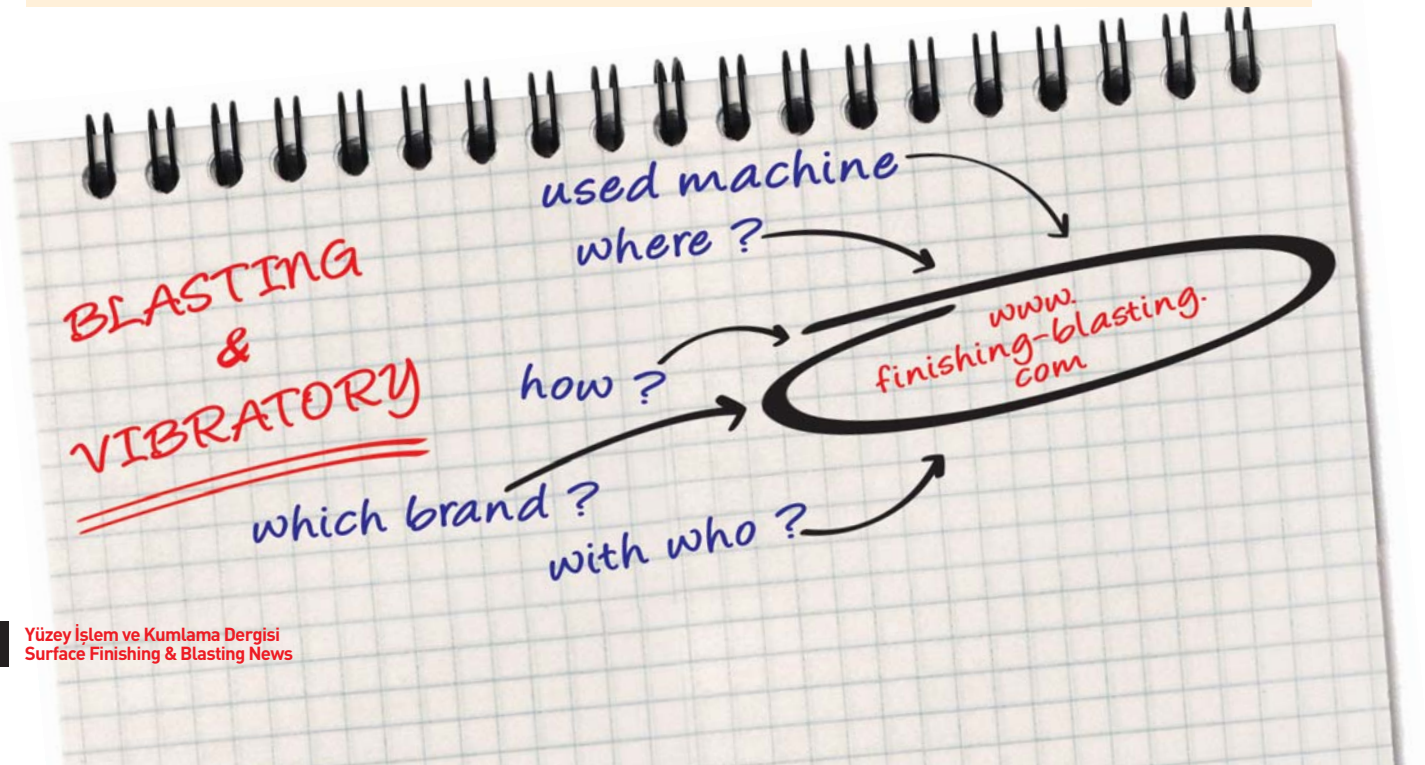 used machine
where ?
BLASTING
&
VIBRATORY
how ?
which brand ?
with who ?
www.
finishing-blasting.
com
Yüzey İşlem ve Kumlama Dergisi
Surface Finishing & Blasting News